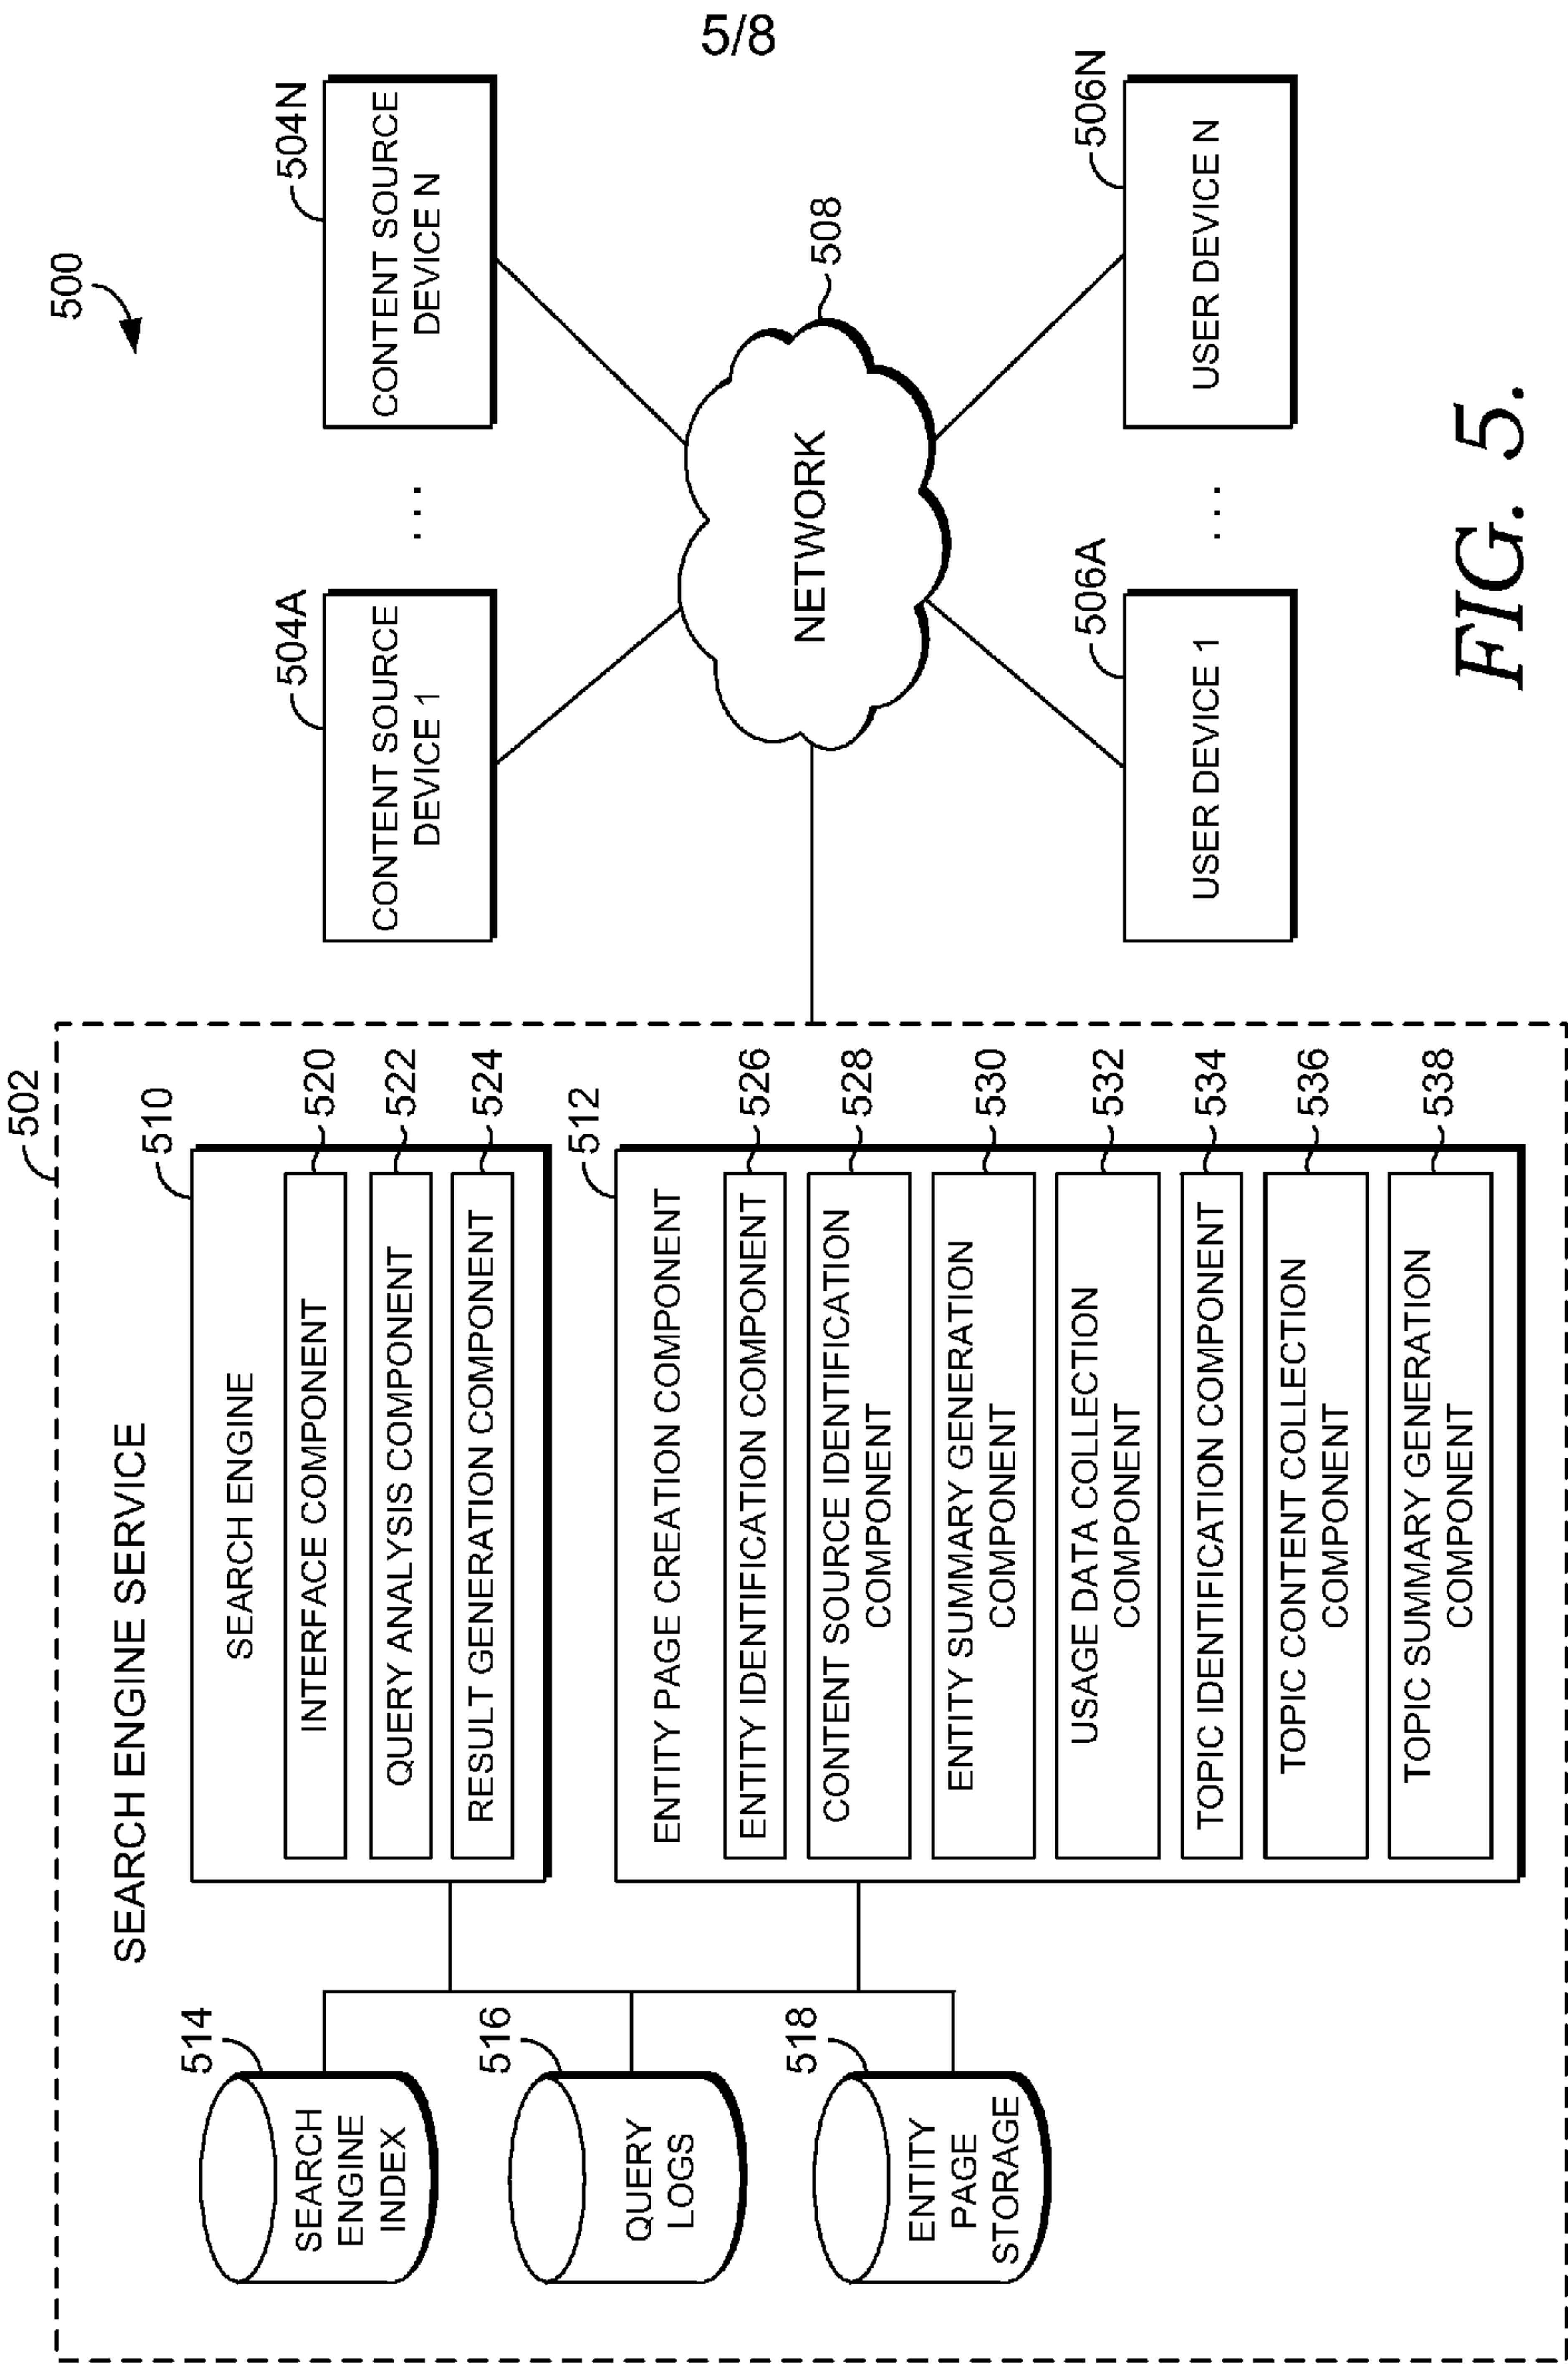 5/8
500
502
SEARCH ENGINE SERVICE
514
SEARCH
ENGINE
INDEX
516
QUERY
LOGS
518
ENTITY
PAGE
STORAGE
510
SEARCH ENGINE
INTERFACE COMPONENT
520
QUERY ANALYSIS COMPONENT
522
RESULT GENERATION COMPONENT
524
512
ENTITY PAGE CREATION COMPONENT
ENTITY IDENTIFICATION COMPONENT
526
CONTENT SOURCE IDENTIFICATION
COMPONENT
528
ENTITY SUMMARY GENERATION
COMPONENT
530
USAGE DATA COLLECTION
COMPONENT
532
TOPIC IDENTIFICATION COMPONENT
534
TOPIC CONTENT COLLECTION
COMPONENT
536
TOPIC SUMMARY GENERATION
COMPONENT
538
504A
CONTENT SOURCE
DEVICE 1
. . .
504N
CONTENT SOURCE
DEVICE N
NETWORK
508
506A
USER DEVICE 1
. . .
506N
USER DEVICE N
FIG. 5.